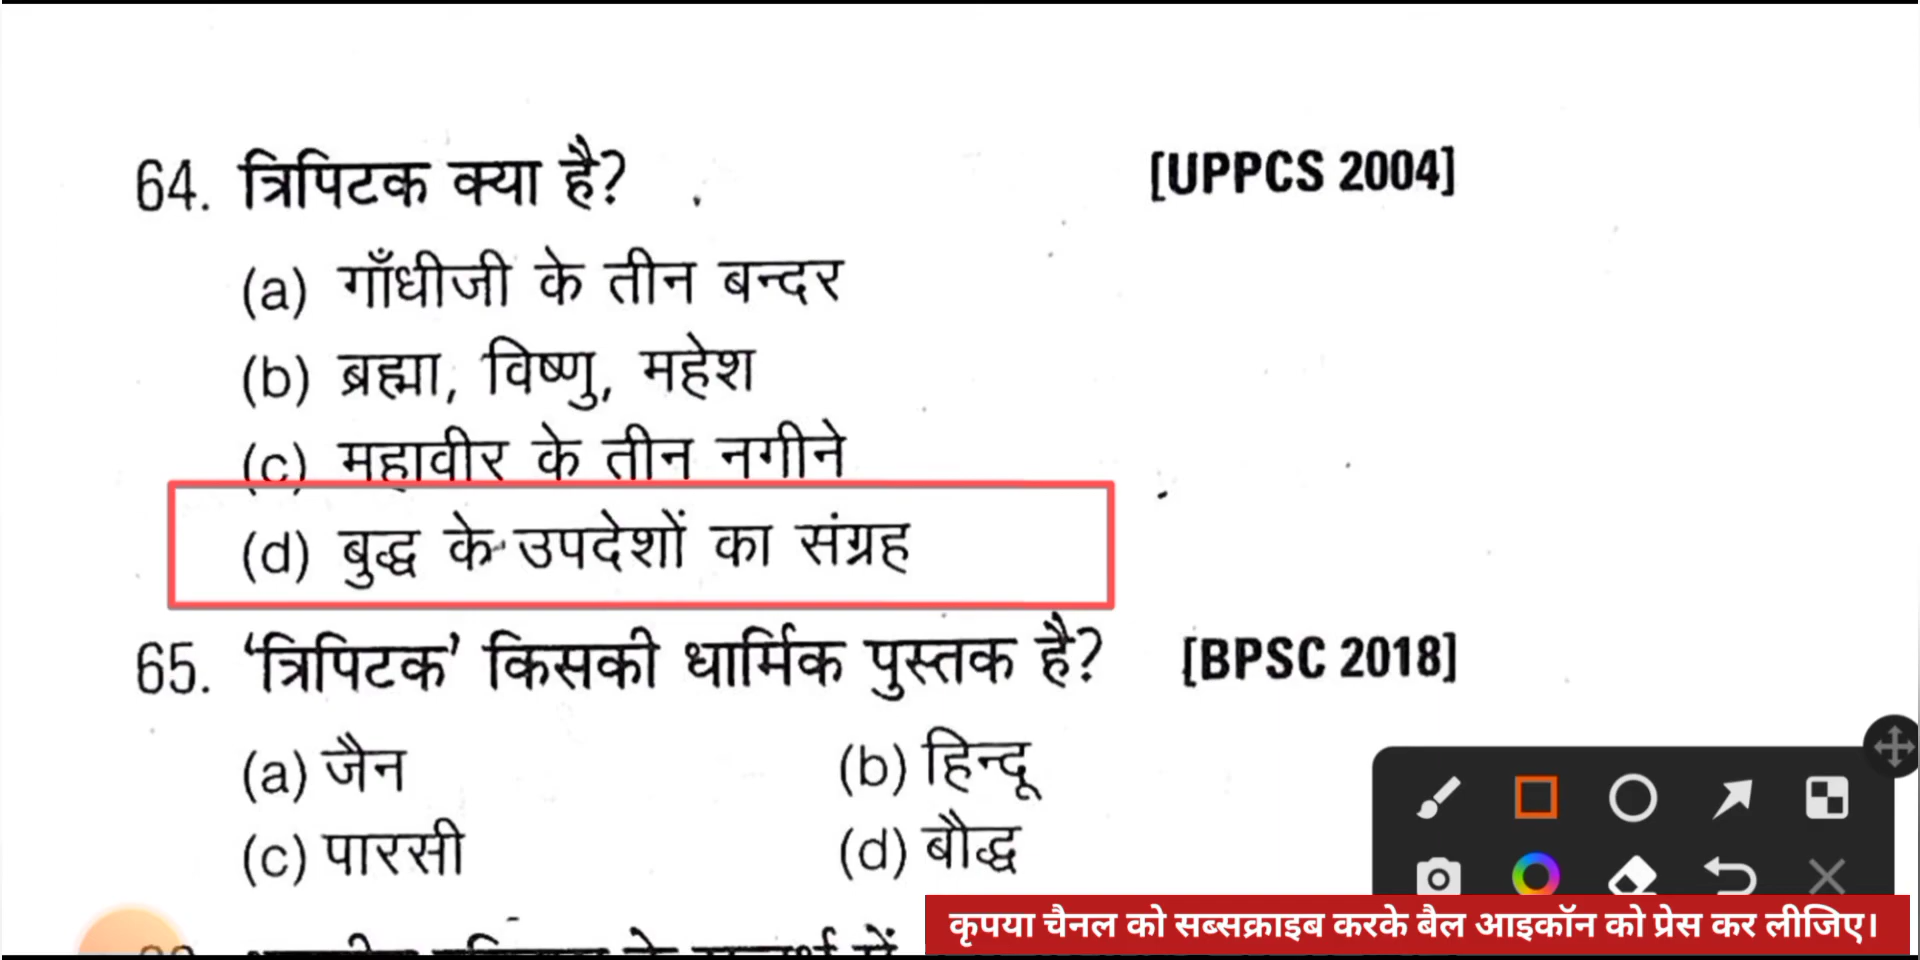 64. त्रिपिटक क्या है? [UPPCS 2004]
(a) गाँधीजी के तीन बन्दर
(b) ब्रह्मा, विष्णु, महेश
(c) महावीर के तीन नगीने
(d) बुद्ध के उपदेशों का संग्रह
65. ‘त्रिपिटक’ किसकी धार्मिक पुस्तक है? [BPSC 2018]
(a) जैन (b) हिन्दू
(c) पारसी (d) बौद्ध
कृपया चैनल को सब्सक्राइब करके बैल आइकॉन को प्रेस कर लीजिए।